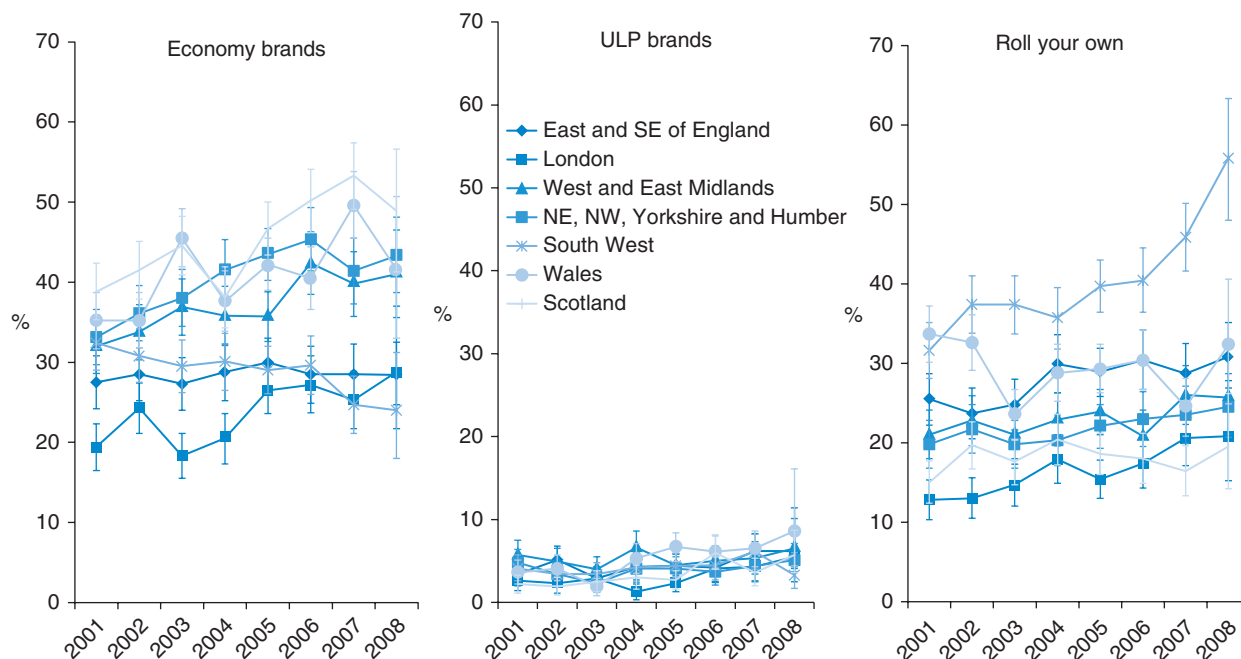 Economy brands
70
60
50
40
%
30
20
10
0
2001 2002 2003 2004 2005 2006 2007 2008
ULP brands
70
60
50
40
%
30
20
10
0
East and SE of England
London
West and East Midlands
NE, NW, Yorkshire and Humber
South West
Wales
Scotland
2001 2002 2003 2004 2005 2006 2007 2008
Roll your own
70
60
50
40
%
30
20
10
0
2001 2002 2003 2004 2005 2006 2007 2008